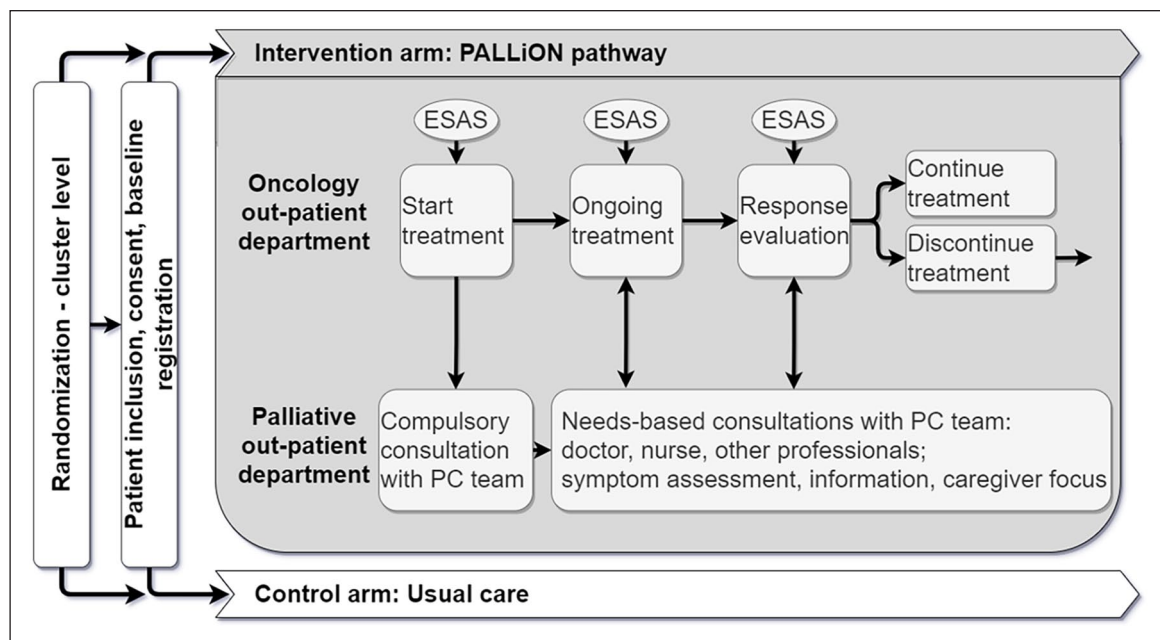 Randomization - cluster level
Patient inclusion, consent, baseline
registration
Intervention arm: PALLiON pathway
ESAS
ESAS
ESAS
Oncology
out-patient
department
Start
treatment
Ongoing
treatment
Response
evaluation
Continue
treatment
Discontinue
treatment
Palliative
out-patient
department
Compulsory
consultation
with PC team
Needs-based consultations with PC team:
doctor, nurse, other professionals;
symptom assessment, information, caregiver focus
Control arm: Usual care